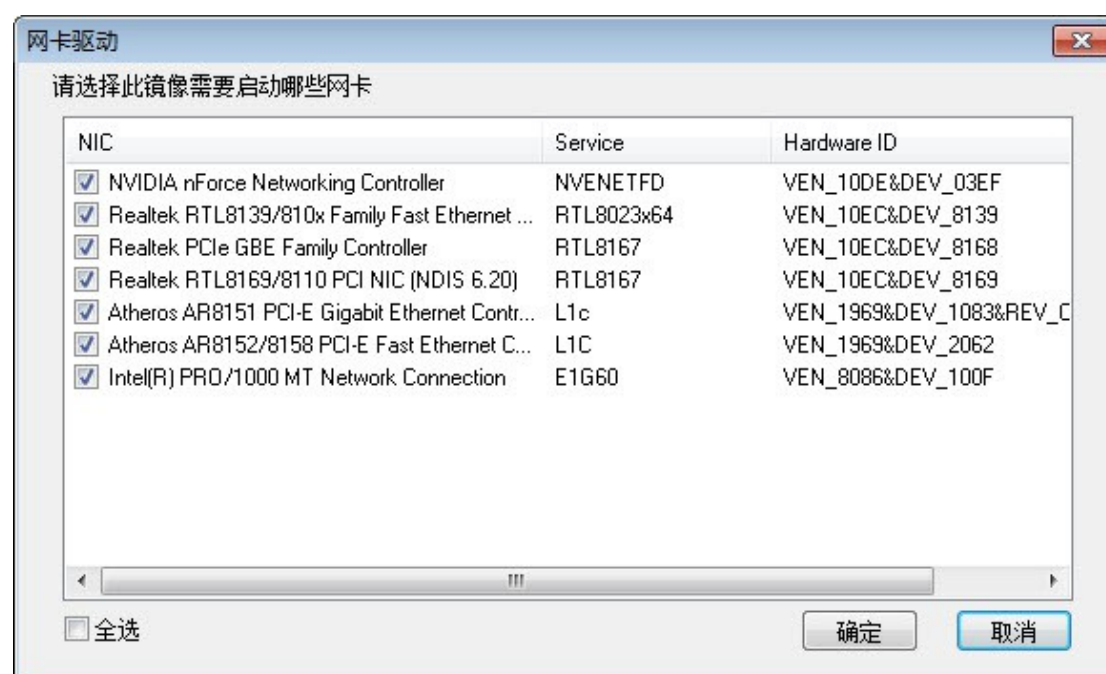 网卡驱动
请选择此镜像需要启动哪些网卡
NIC Service Hardware ID
NVIDIA nForce Networking Controller NVENETFD VEN_10DE&DEV_03EF
Realtek RTL8139/810x Family Fast Ethernet ... RTL8023x64 VEN_10EC&DEV_8139
Realtek PCIe GBE Family Controller RTL8167 VEN_10EC&DEV_8168
Realtek RTL8169/8110 PCI NIC (NDIS 6.20) RTL8167 VEN_10EC&DEV_8169
Atheros AR8151 PCI-E Gigabit Ethernet Contr... L1c VEN_1969&DEV_1083&REV_C
Atheros AR8152/8158 PCI-E Fast Ethernet C... L1C VEN_1969&DEV_2062
Intel(R) PRO/1000 MT Network Connection E1G60 VEN_8086&DEV_100F
全选 确定 取消